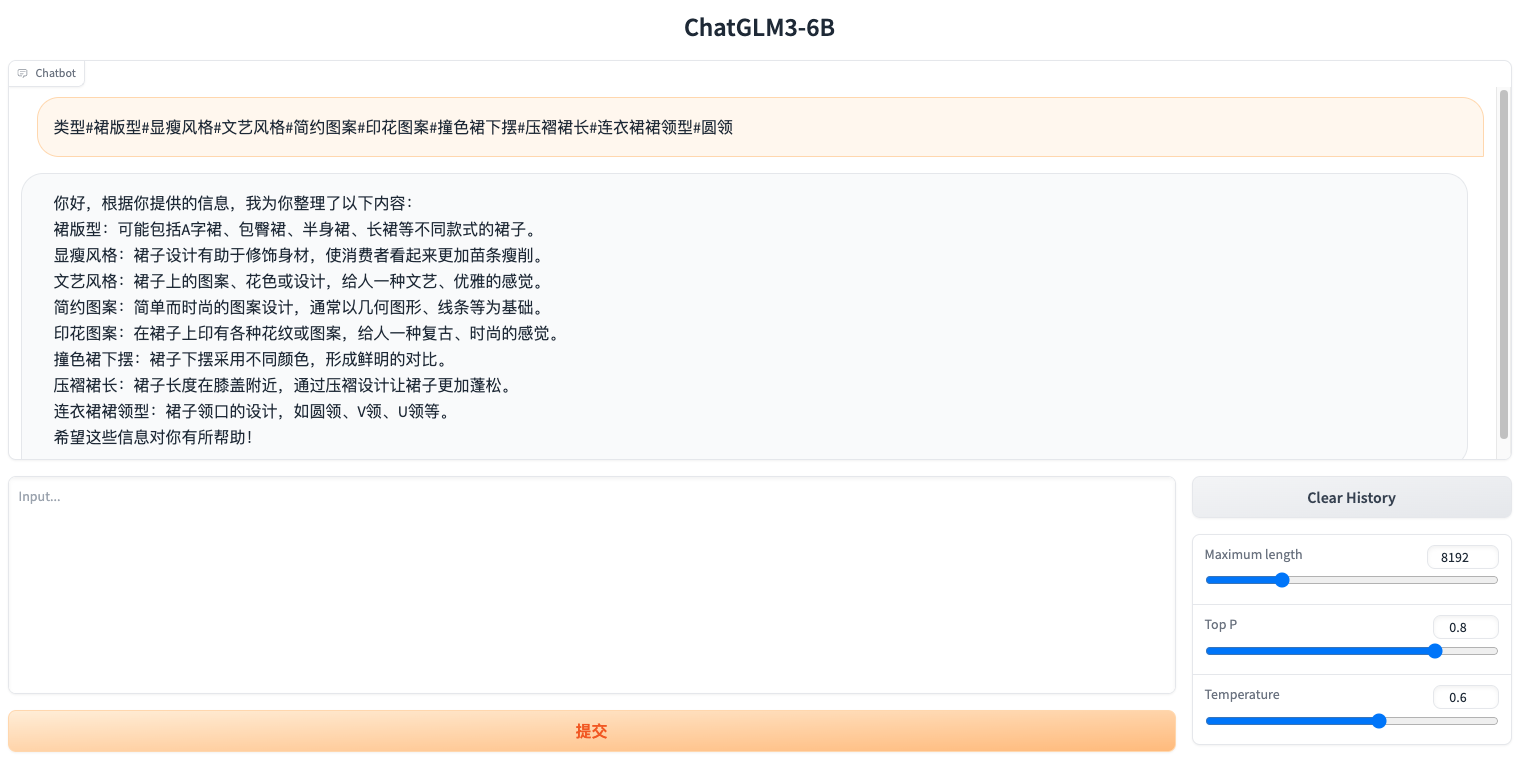 ChatGLM3-6B
Chatbot
类型#裙版型#显瘦风格#文艺风格#简约图案#印花图案#撞色裙下摆#压褶裙长#连衣裙裙领型#圆领
你好，根据你提供的信息，我为你整理了以下内容：
裙版型：可能包括A字裙、包臀裙、半身裙、长裙等不同款式的裙子。
显瘦风格：裙子设计有助于修饰身材，使消费者看起来更加苗条瘦削。
文艺风格：裙子上的图案、花色或设计，给人一种文艺、优雅的感觉。
简约图案：简单而时尚的图案设计，通常以几何图形、线条等为基础。
印花图案：在裙子上印有各种花纹或图案，给人一种复古、时尚的感觉。
撞色裙下摆：裙子下摆采用不同颜色，形成鲜明的对比。
压褶裙长：裙子长度在膝盖附近，通过压褶设计让裙子更加蓬松。
连衣裙裙领型：裙子领口的设计，如圆领、V领、U领等。
希望这些信息对你有所帮助！
Input...
提交
Clear History
Maximum length
8192
Top P
0.8
Temperature
0.6